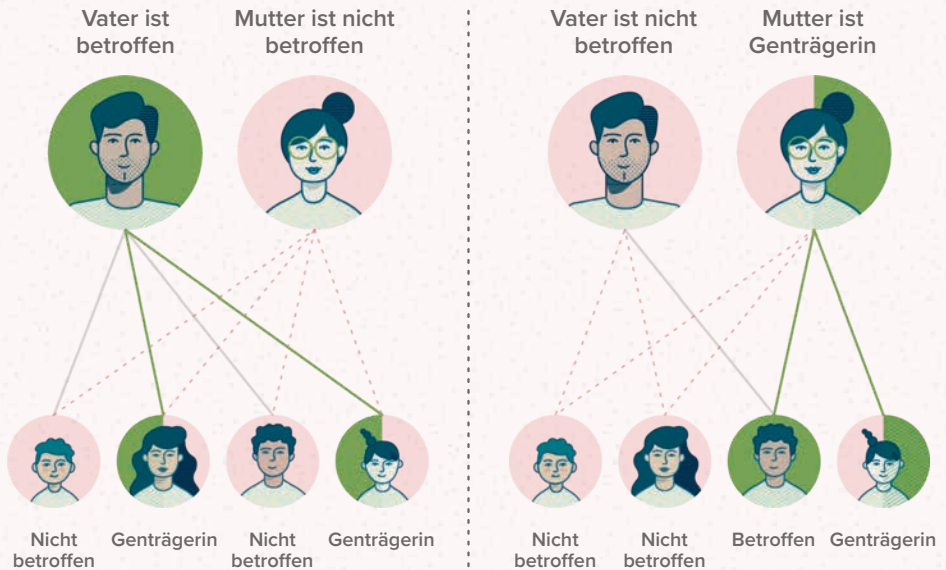 Vater ist
betroffen
Mutter ist nicht
betroffen
Vater ist nicht
betroffen
Mutter ist
Genträgerin
Nicht
betroffen
Genträgerin
Nicht
betroffen
Genträgerin
Nicht
betroffen
Nicht
betroffen
Betroffen
Genträgerin